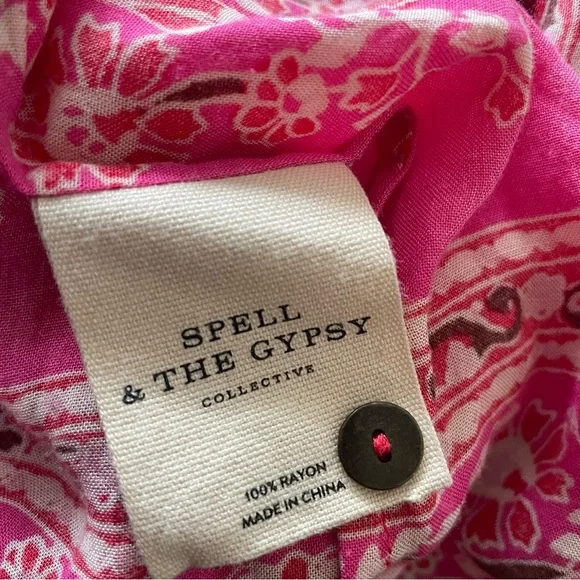 SPELL
& THE GYPSY
COLLECTIVE
100% RAYON
MADE IN CHINA